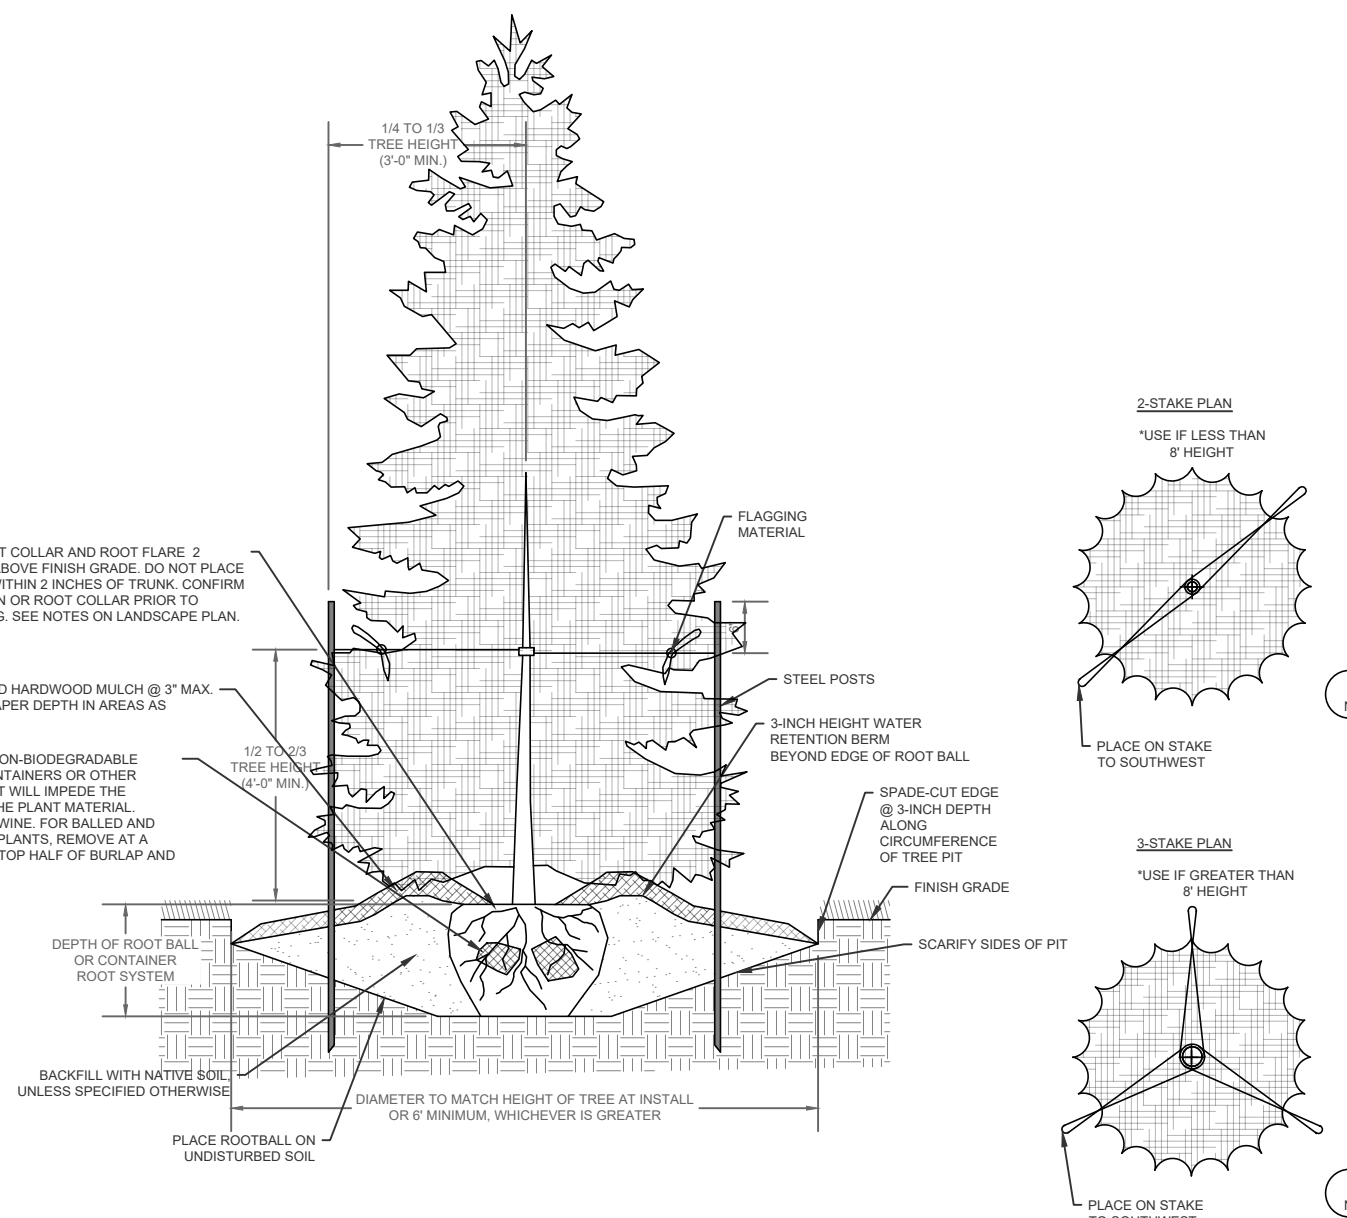 1/4 TO 1/3
TREE HEIGHT
(3'-0" MIN.)
COLLAR AND ROOT FLARE 2
ABOVE FINISH GRADE. DO NOT PLACE
WITHIN 2 INCHES OF TRUNK. CONFIRM
OR ROOT COLLAR PRIOR TO
SEE NOTES ON LANDSCAPE PLAN.
HARDWOOD MULCH @ 3" MAX.
DEPTH IN AREAS AS
1/2 TO 2/3
TREE HEIGHT
(4'-0" MIN.)
NON-BIODEGRADABLE
OR OTHER
WILL IMPEDE THE
PLANT MATERIAL.
FOR BALLED AND
PLANTS, REMOVE AT A
TOP HALF OF BURLAP AND
DEPTH OF ROOT BALL
OR CONTAINER
ROOT SYSTEM
BACKFILL WITH NATIVE SOIL,
UNLESS SPECIFIED OTHERWISE
PLACE ROOTBALL ON
UNDISTURBED SOIL
DIAMETER TO MATCH HEIGHT OF TREE AT INSTALL
OR 6' MINIMUM, WHICHEVER IS GREATER
FLAGGING
MATERIAL
STEEL POSTS
3-INCH HEIGHT WATER
RETENTION BERM
BEYOND EDGE OF ROOT BALL
SPADE-CUT EDGE
@ 3-INCH DEPTH
ALONG
CIRCUMFERENCE
OF TREE PIT
FINISH GRADE
SCARIFY SIDES OF PIT
2-STAKE PLAN
*USE IF LESS THAN
8' HEIGHT
PLACE ON STAKE
TO SOUTHWEST
N
3-STAKE PLAN
*USE IF GREATER THAN
8' HEIGHT
PLACE ON STAKE
TO SOUTHWEST
N